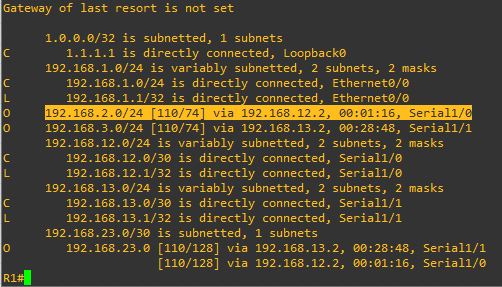 Gateway of last resort is not set
1.0.0.0/32 is subnetted, 1 subnets
C 1.1.1.1 is directly connected, Loopback0
192.168.1.0/24 is variably subnetted, 2 subnets, 2 masks
C 192.168.1.0/24 is directly connected, Ethernet0/0
L 192.168.1.1/32 is directly connected, Ethernet0/0
O 192.168.2.0/24 [110/74] via 192.168.12.2, 00:01:16, Serial1/0
O 192.168.3.0/24 [110/74] via 192.168.13.2, 00:28:48, Serial1/1
192.168.12.0/24 is variably subnetted, 2 subnets, 2 masks
C 192.168.12.0/30 is directly connected, Serial1/0
L 192.168.12.1/32 is directly connected, Serial1/0
192.168.13.0/24 is variably subnetted, 2 subnets, 2 masks
C 192.168.13.0/30 is directly connected, Serial1/1
L 192.168.13.1/32 is directly connected, Serial1/1
192.168.23.0/30 is subnetted, 1 subnets
O 192.168.23.0 [110/128] via 192.168.13.2, 00:28:48, Serial1/1
[110/128] via 192.168.12.2, 00:01:16, Serial1/0
R1#